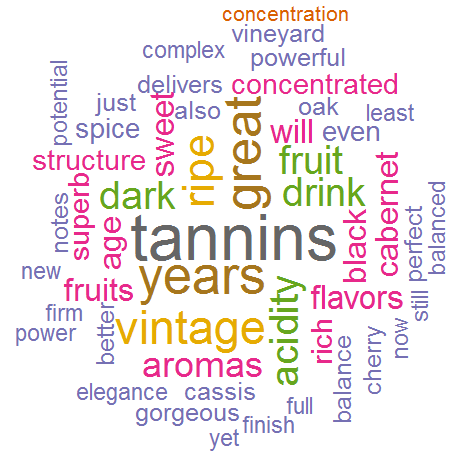 concentration
vineyard
complex
powerful
potential
delivers
concentrated
just
sweet
also
great
oak
least
spice
ripe
will
even
structure
fruit
superb
dark
drink
cabernet
notes
age
tannins
black
perfect
balanced
new
years
fruits
acidity
flavors
still
firm
power
better
vintage
rich
now
aromas
balance
cherry
elegance
cassis
full
gorgeous
finish
yet